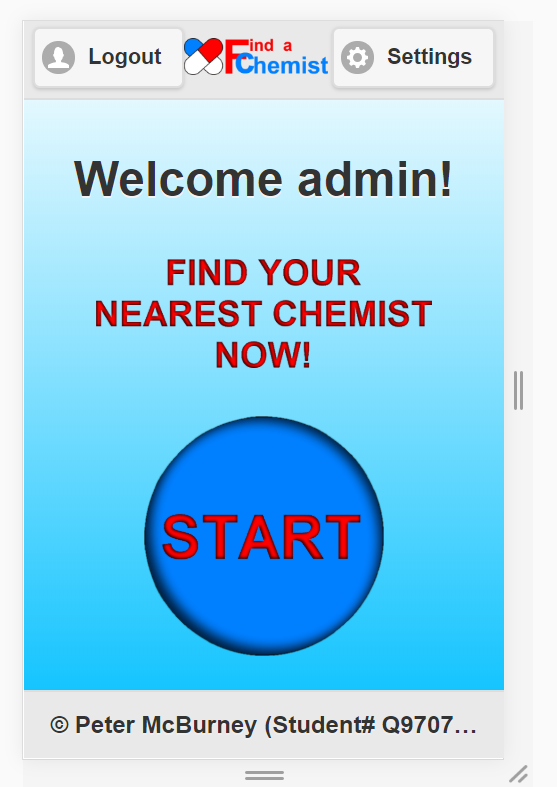 Logout
Find a
Chemist
Settings
Welcome admin!
FIND YOUR
NEAREST CHEMIST
NOW!
START
© Peter McBurney (Student# Q9707…